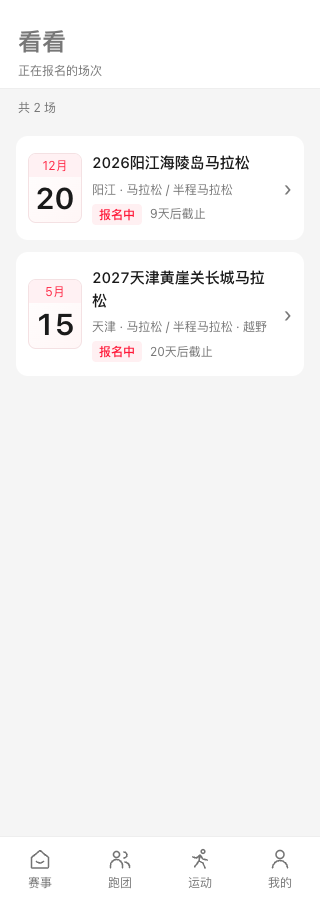 看看
正在报名的场次
共 2 场
12月
20
2026阳江海陵岛马拉松
阳江 · 马拉松 / 半程马拉松
报名中 9天后截止
5月
15
2027天津黄崖关长城马拉
松
天津 · 马拉松 / 半程马拉松 · 越野
报名中 20天后截止
赛事 跑团 运动 我的